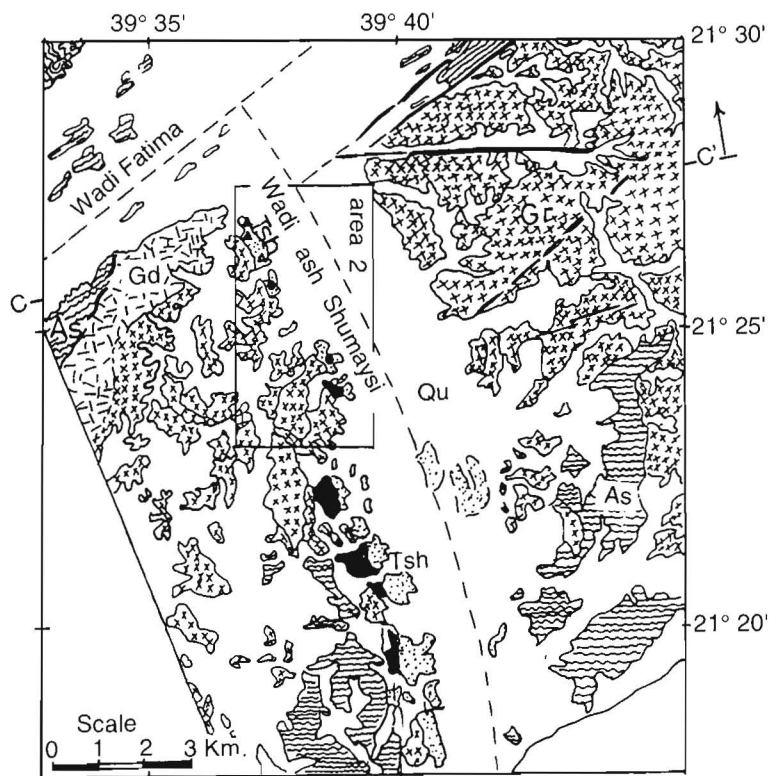 39° 35' 39° 40'
21° 30'
C'
Wadi Fatima
Wadi ash Shumaysi
area 2
Tsh
Gr
Gd
C
As
21° 25'
Qu
As
Tsh
21° 20'
Scale
0 1 2 3 Km.